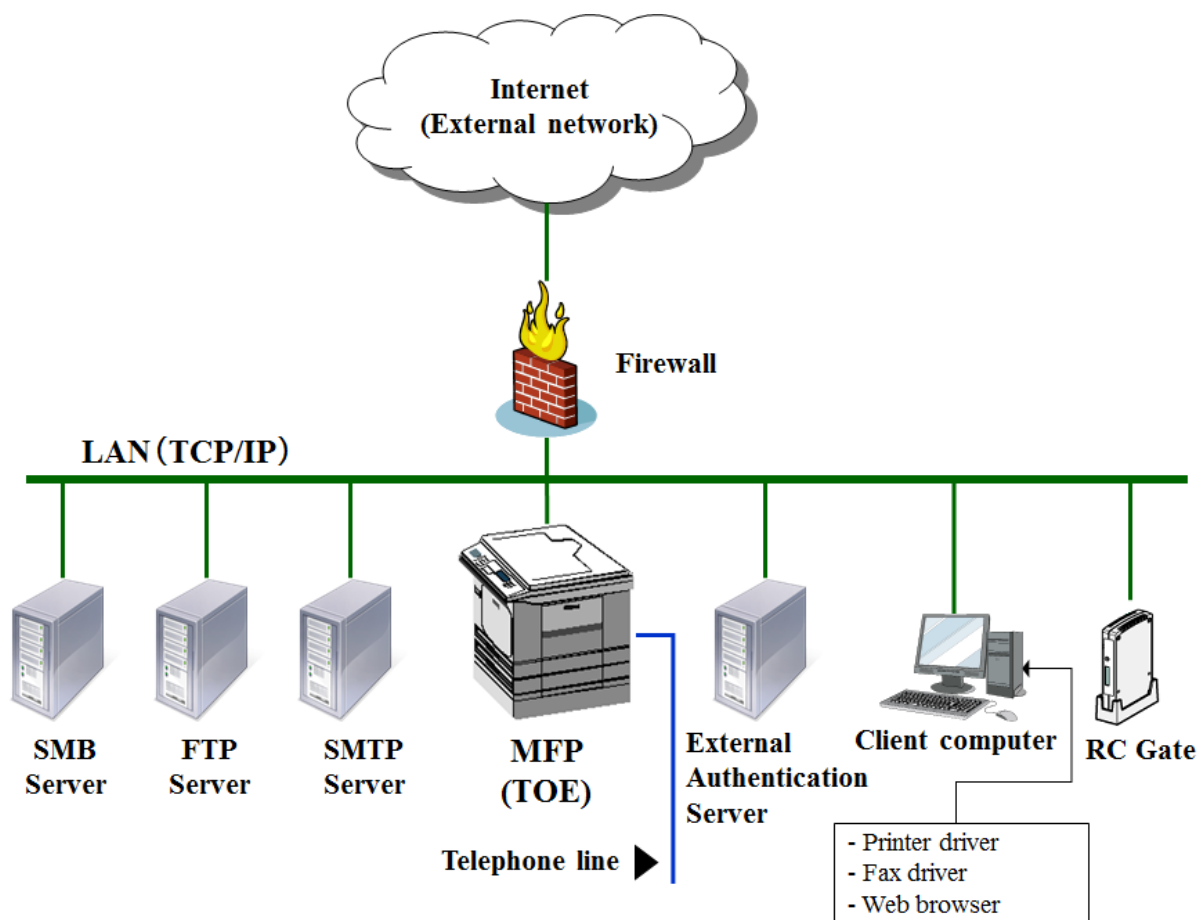 Internet
(External network)
Firewall
LAN（TCP/IP）
SMB
Server
FTP
Server
SMTP
Server
MFP
(TOE)
External
Authentication
Server
Client computer
RC Gate
Telephone line
- Printer driver
- Fax driver
- Web browser